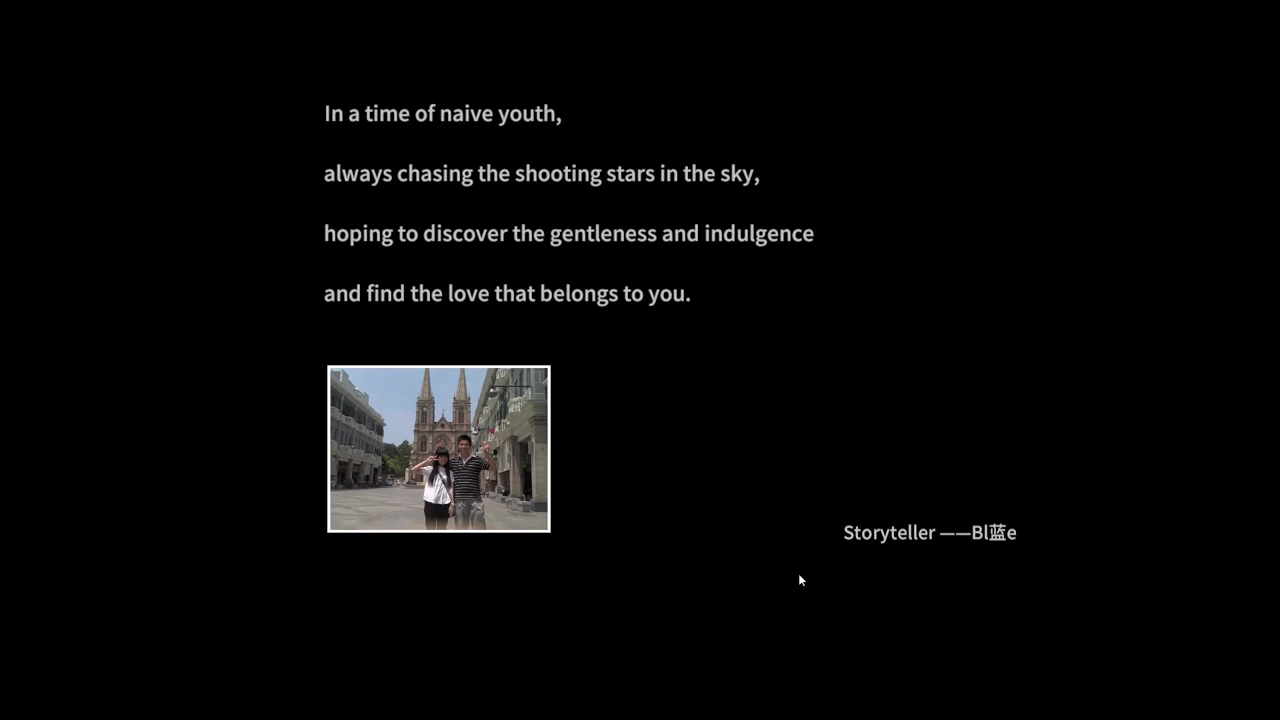 In a time of naive youth,
always chasing the shooting stars in the sky,
hoping to discover the gentleness and indulgence
and find the love that belongs to you.
Storyteller ——Bl蓝e